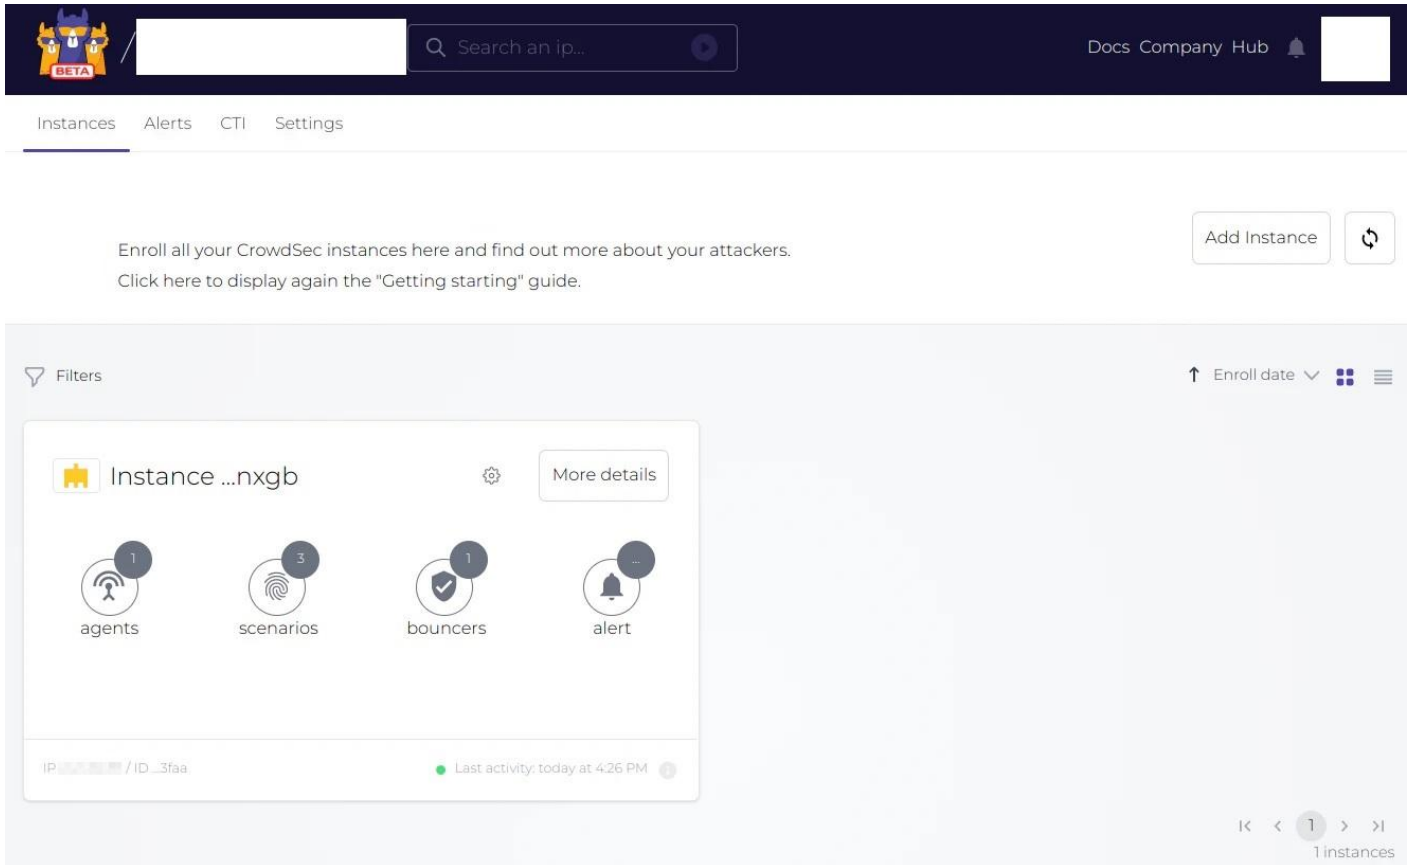 BETA
/
Search an ip...
Docs Company Hub
Instances Alerts CTI Settings
Enroll all your CrowdSec instances here and find out more about your attackers.
Click here to display again the "Getting starting" guide.
Add Instance
Filters
Enroll date
Instance ...nxgb
More details
1 3 1 ...
agents scenarios bouncers alert
IP / ID ...3faa
Last activity: today at 4:26 PM
1
1 instances